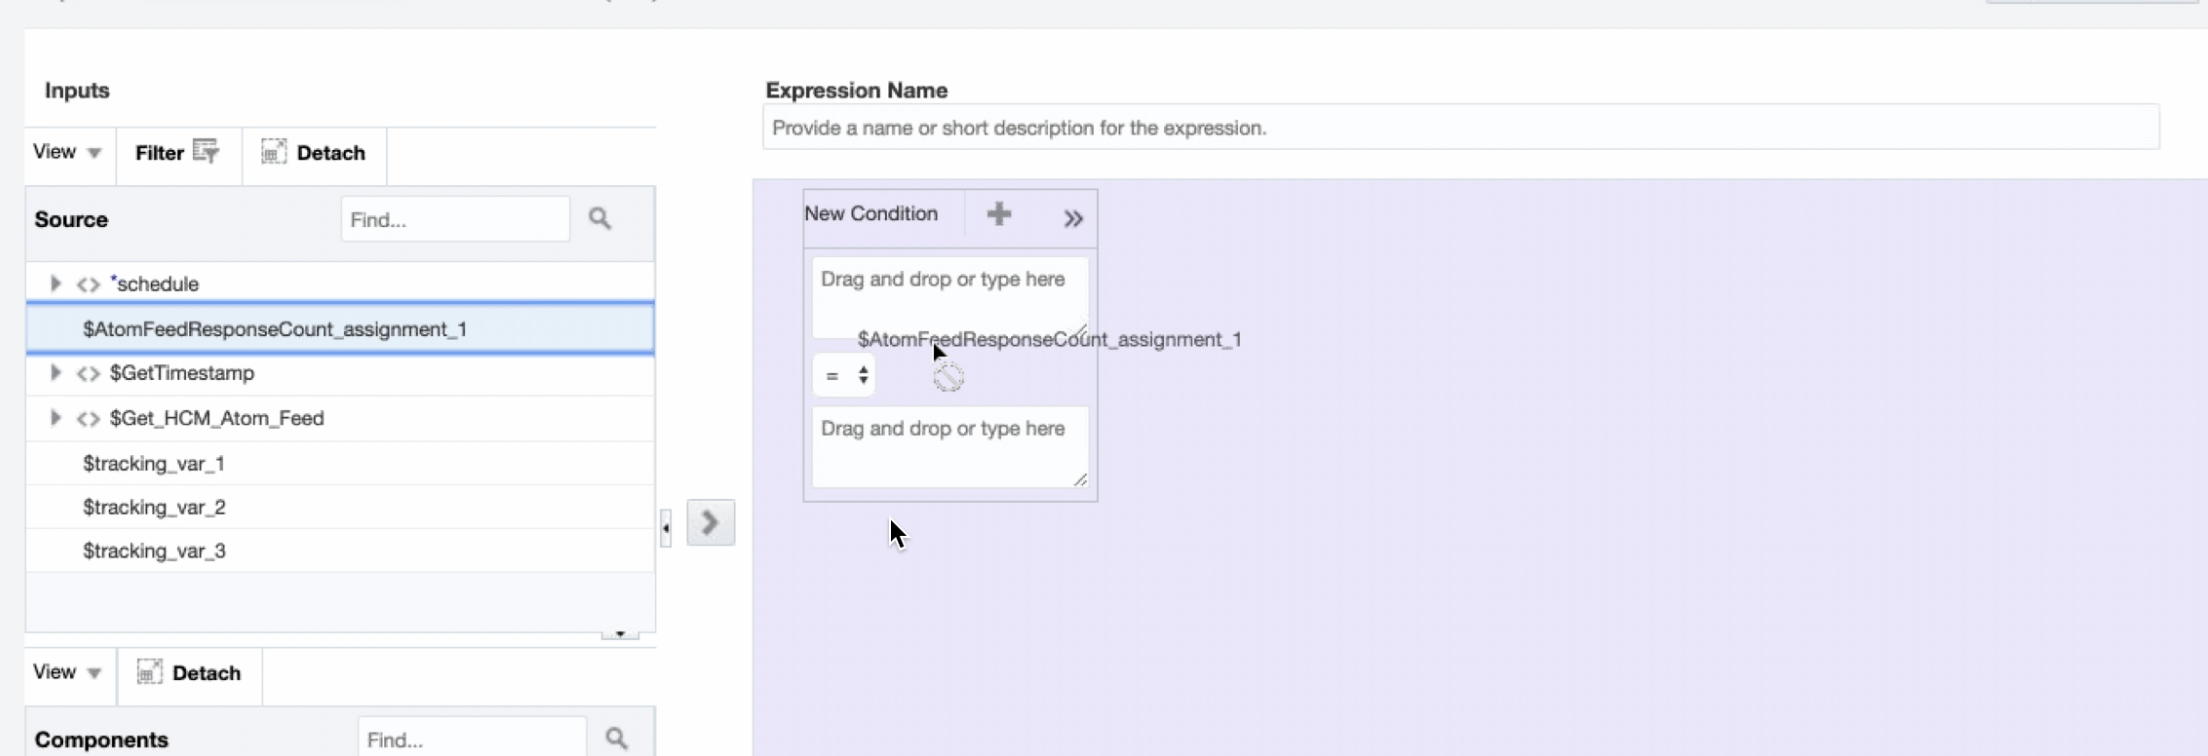 Inputs
View
Filter
Detach
Source
Find...
*schedule
$AtomFeedResponseCount_assignment_1
$GetTimestamp
$Get_HCM_Atom_Feed
$tracking_var_1
$tracking_var_2
$tracking_var_3
View
Detach
Components
Find...
Expression Name
Provide a name or short description for the expression.
New Condition
Drag and drop or type here
$AtomFeedResponseCount_assignment_1
=
Drag and drop or type here